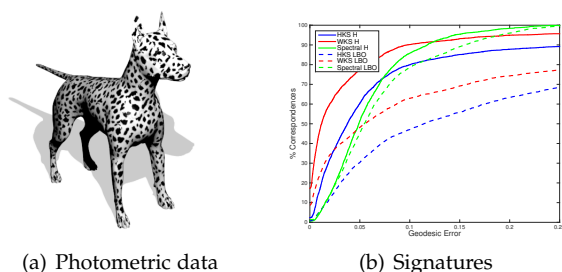 100
90
80
70
60
50
40
30
20
10
0
% Correspondences
HKS H
WKS H
Spectral H
HKS LBO
WKS LBO
Spectral LBO
0 0.05 0.1 0.15 0.2 0.2
Geodesic Error
(a) Photometric data
(b) Signatures